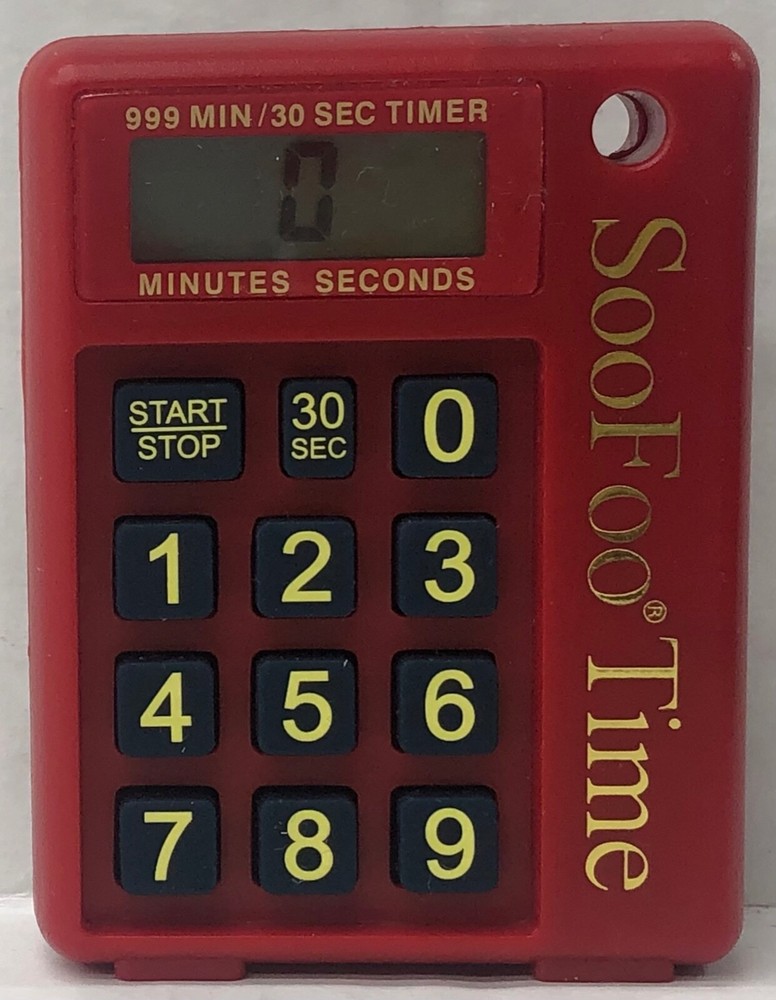 999 MIN/30 SEC TIMER
0
MINUTES SECONDS
START
STOP
30
SEC
0
1 2 3
4 5 6
7 8 9
SooFoo® Time